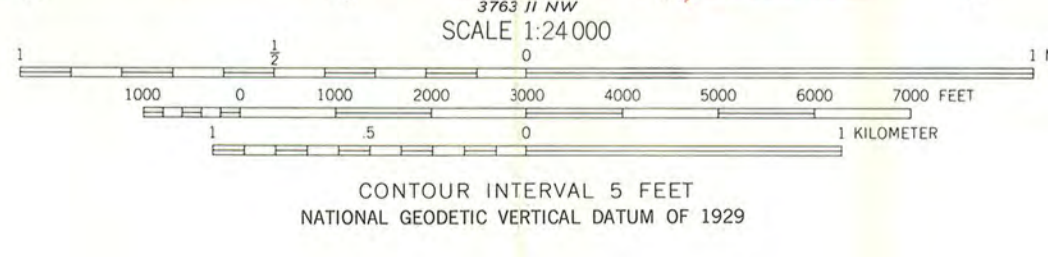 3763 II NW
SCALE 1:24 000
1 ½ 0 1
1000 0 1000 2000 3000 4000 5000 6000 7000 FEET
1 .5 0 1 KILOMETER
CONTOUR INTERVAL 5 FEET
NATIONAL GEODETIC VERTICAL DATUM OF 1929